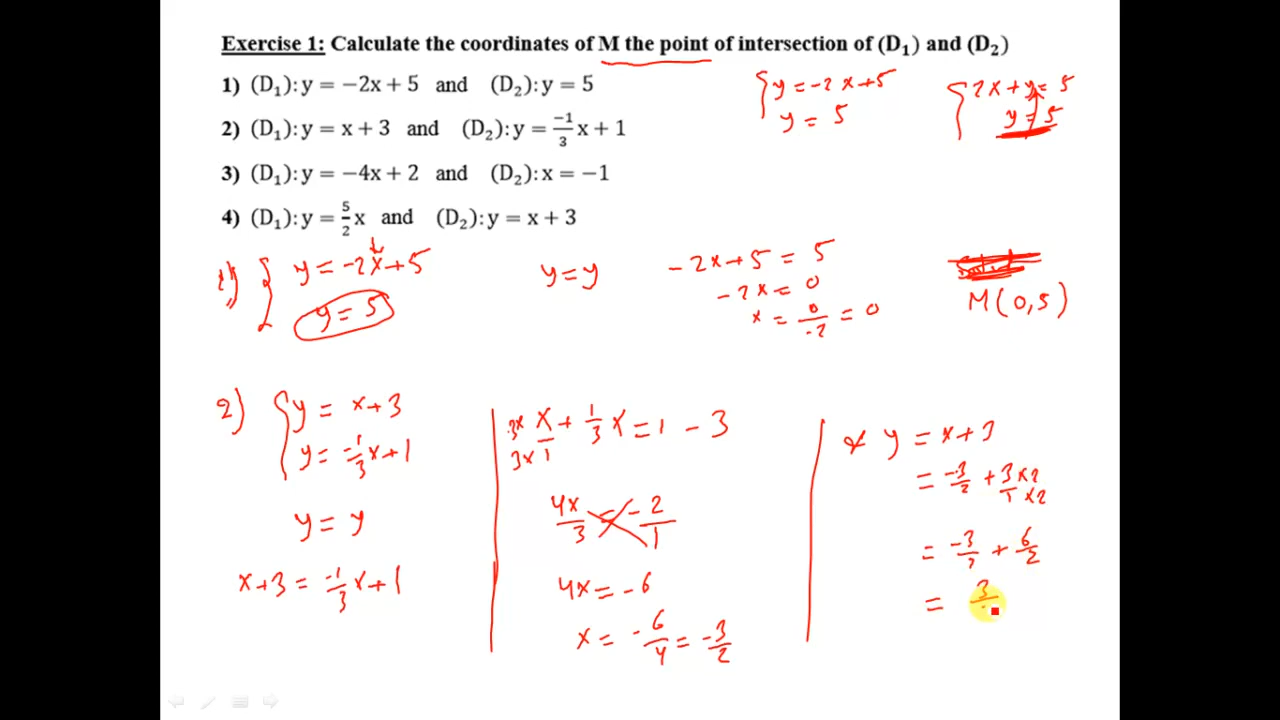 Exercise 1: Calculate the coordinates of M the point of intersection of (D₁) and (D₂)
1) (D₁): y = −2x + 5 and (D₂): y = 5
2) (D₁): y = x + 3 and (D₂): y = -1/3 x + 1
3) (D₁): y = −4x + 2 and (D₂): x = −1
4) (D₁): y = 5/2 x and (D₂): y = x + 3
y = -2x+5
y = 5
2x + y = 5
y = 5
1)
y = -2x+5
y = 5
y = y
-2x+5 = 5
-2x = 0
x = 0/-2 = 0
M(0,5)
2)
y = x+3
y = -1/3 x+1
y = y
x+3 = -1/3 x+1
3x x/1 + 1/3 x = 1 - 3
3x1
4x/3 = -2/1
4x = -6
x = -6/4 = -3/2
y = x+3
= -3/2 + 3x2/1x2
= -3/2 + 6/2
= 3